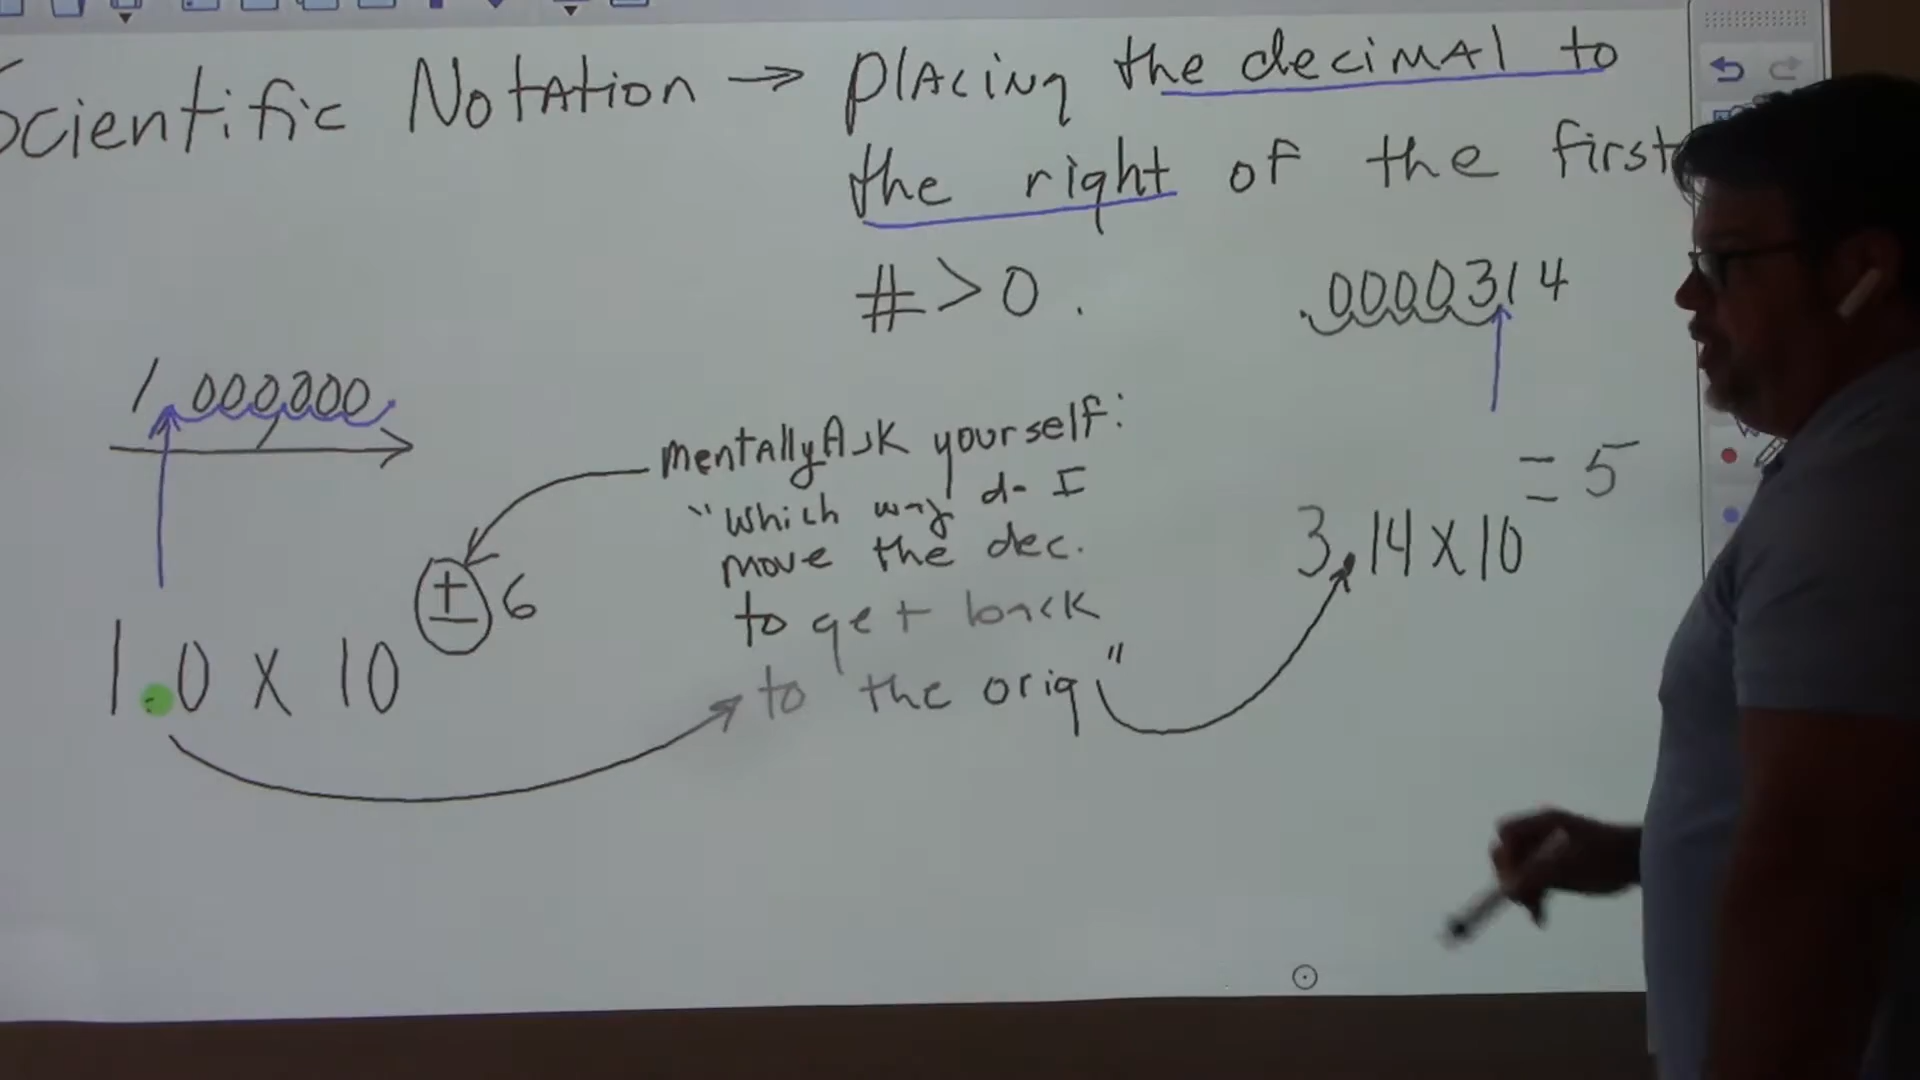 Scientific Notation → placing the decimal to
the right of the first
# > 0 .
.0000314
1 000,000
mentally Ask yourself:
"which way do I
move the dec.
to get back
to the orig"
= 5
3.14 x 10
± 6
1.0 x 10